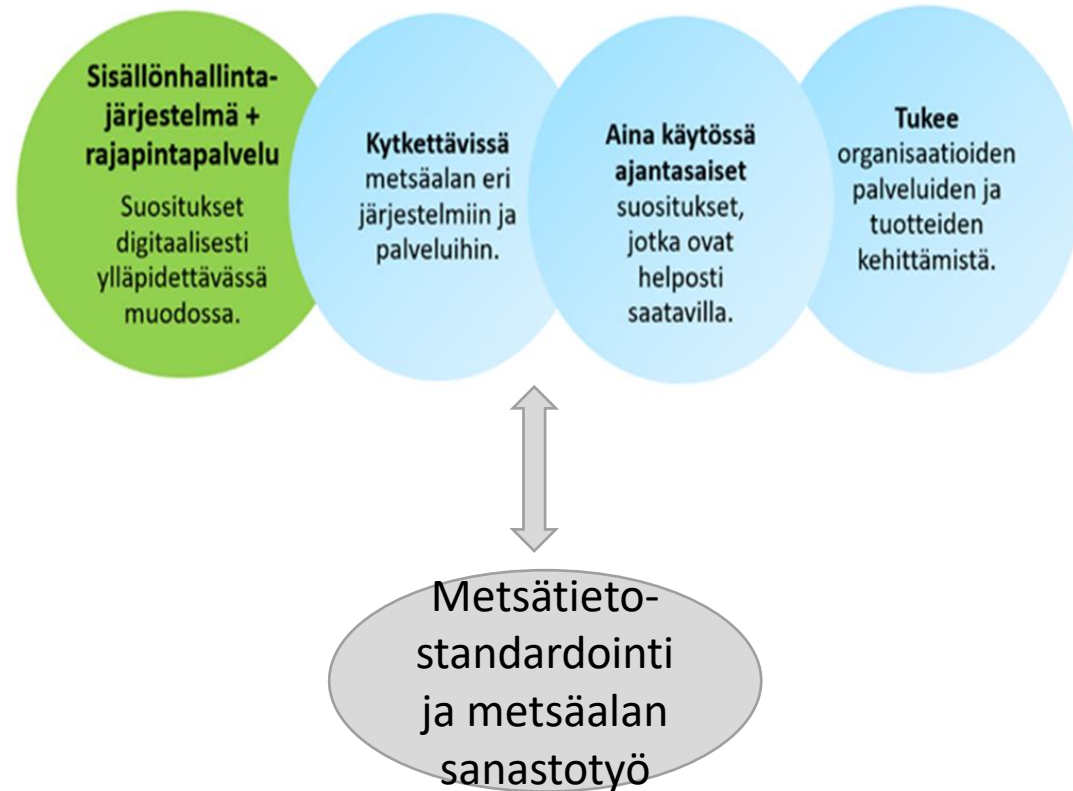 Sisällönhallinta-
järjestelmä +
rajapintapalvelu
Suositukset
digitaalisesti
ylläpidettävässä
muodossa.
Kytkettävissä
metsäalan eri
järjestelmiin ja
palveluihin.
Aina käytössä
ajantasaiset
suositukset,
jotka ovat
helposti
saatavilla.
Tukee
organisaatioiden
palveluiden ja
tuotteiden
kehittämistä.
Metsätieto-
standardointi
ja metsäalan
sanastotyö